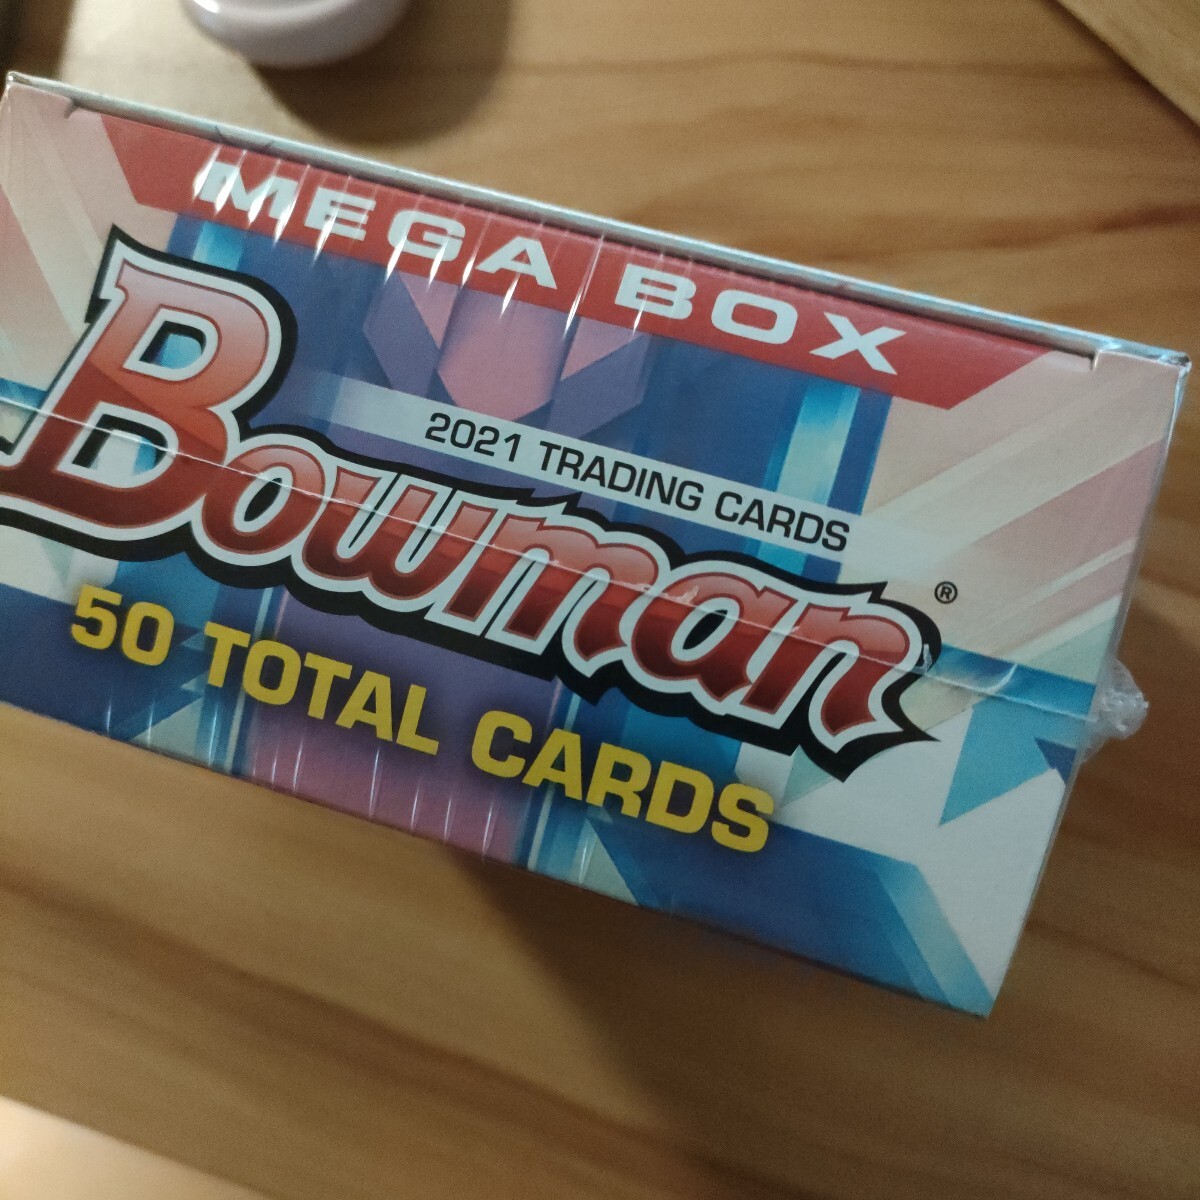 MEGA BOX
2021 TRADING CARDS
Bowman®
50 TOTAL CARDS